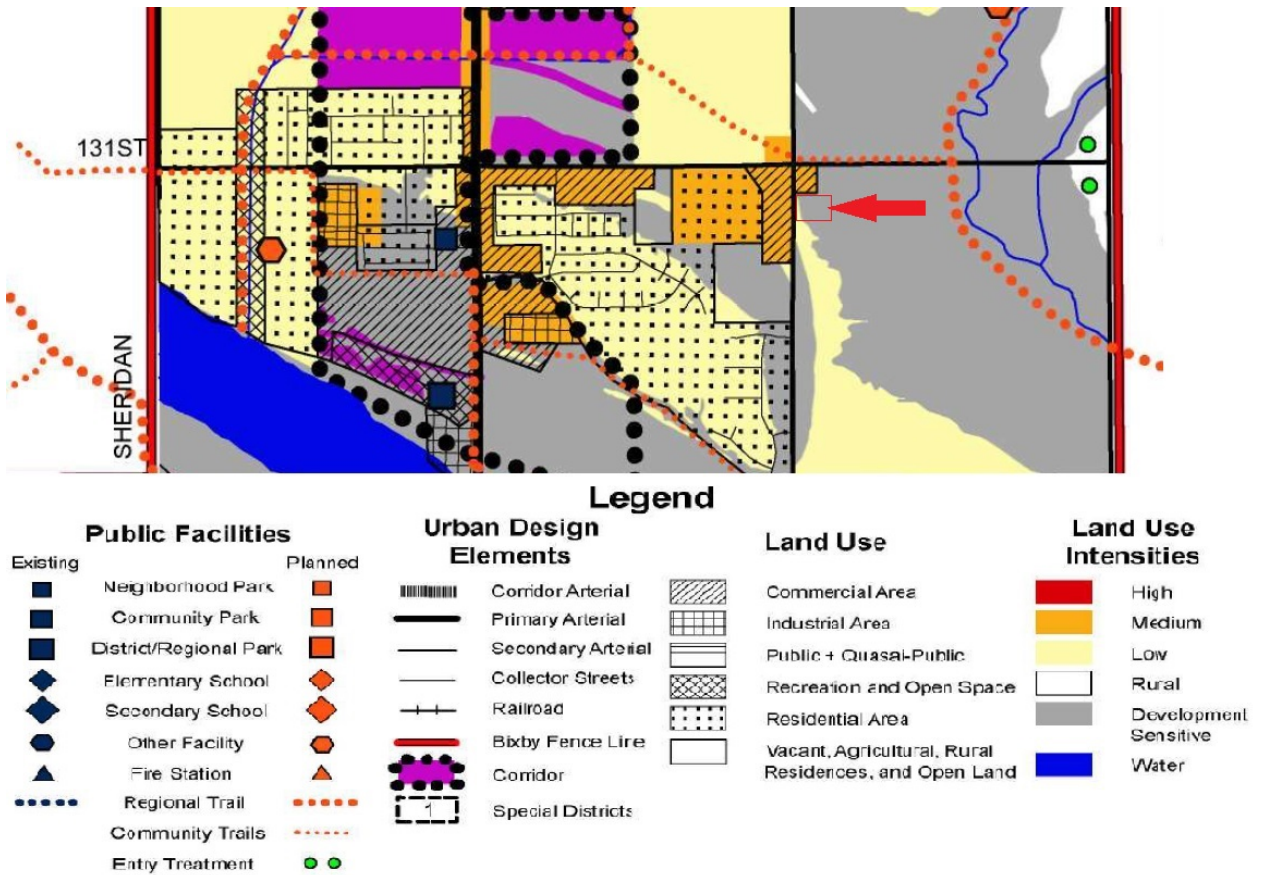 131ST
SHERIDAN
Legend
Public Facilities
Existing
Planned
Neighborhood Park
Community Park
District/Regional Park
Elementary School
Secondary School
Other Facility
Fire Station
Regional Trail
Community Trails
Entry Treatment
Urban Design
Elements
Corridor Arterial
Primary Arterial
Secondary Arterial
Collector Streets
Railroad
Bixby Fence Line
Corridor
1
Special Districts
Land Use
Commercial Area
Industrial Area
Public + Quasai-Public
Recreation and Open Space
Residential Area
Vacant, Agricultural, Rural
Residences, and Open Land
Land Use
Intensities
High
Medium
Low
Rural
Development
Sensitive
Water